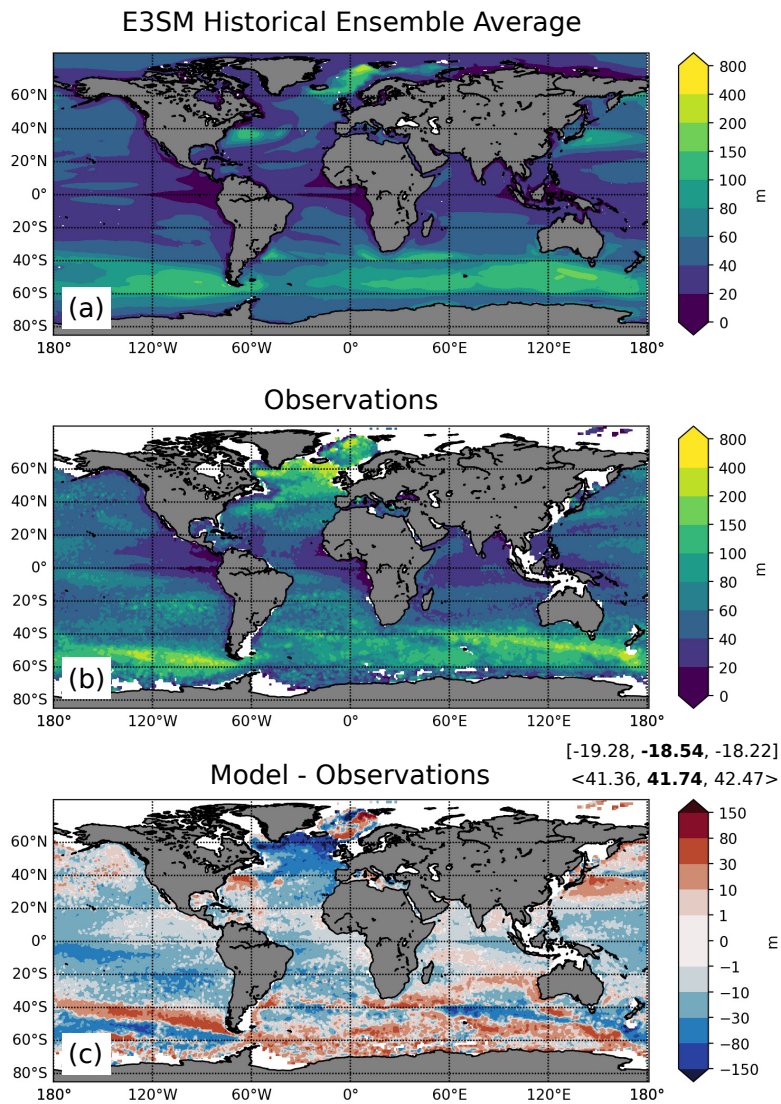 E3SM Historical Ensemble Average
60°N
40°N
20°N
0°
20°S
40°S
60°S
80°S
(a)
180°
120°W
60°W
0°
60°E
120°E
180°
800
400
200
150
100
80
60
40
20
0
m
Observations
60°N
40°N
20°N
0°
20°S
40°S
60°S
80°S
(b)
180°
120°W
60°W
0°
60°E
120°E
180°
800
400
200
150
100
80
60
40
20
0
m
[-19.28, -18.54, -18.22]
<41.36, 41.74, 42.47>
Model - Observations
60°N
40°N
20°N
0°
20°S
40°S
60°S
80°S
(c)
180°
120°W
60°W
0°
60°E
120°E
180°
150
80
30
10
1
0
−1
−10
−30
−80
−150
m